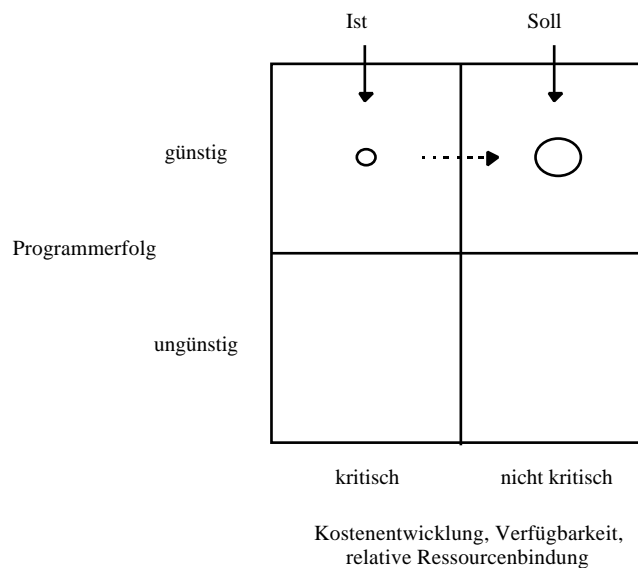 Ist
Soll
günstig
Programmerfolg
ungünstig
kritisch
nicht kritisch
Kostenentwicklung, Verfügbarkeit,
relative Ressourcenbindung